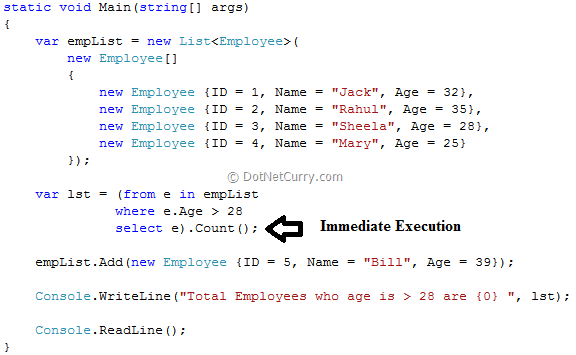 static void Main(string[] args)
{
    var empList = new List<Employee>(
        new Employee[]
        {
            new Employee {ID = 1, Name = "Jack", Age = 32},
            new Employee {ID = 2, Name = "Rahul", Age = 35},
            new Employee {ID = 3, Name = "Sheela", Age = 28},
            new Employee {ID = 4, Name = "Mary", Age = 25}
        });
© DotNetCurry.com
    var lst = (from e in empList
              where e.Age > 28
              select e).Count(); Immediate Execution
    empList.Add(new Employee {ID = 5, Name = "Bill", Age = 39});
    Console.WriteLine("Total Employees who age is > 28 are {0} ", lst);
    Console.ReadLine();
}